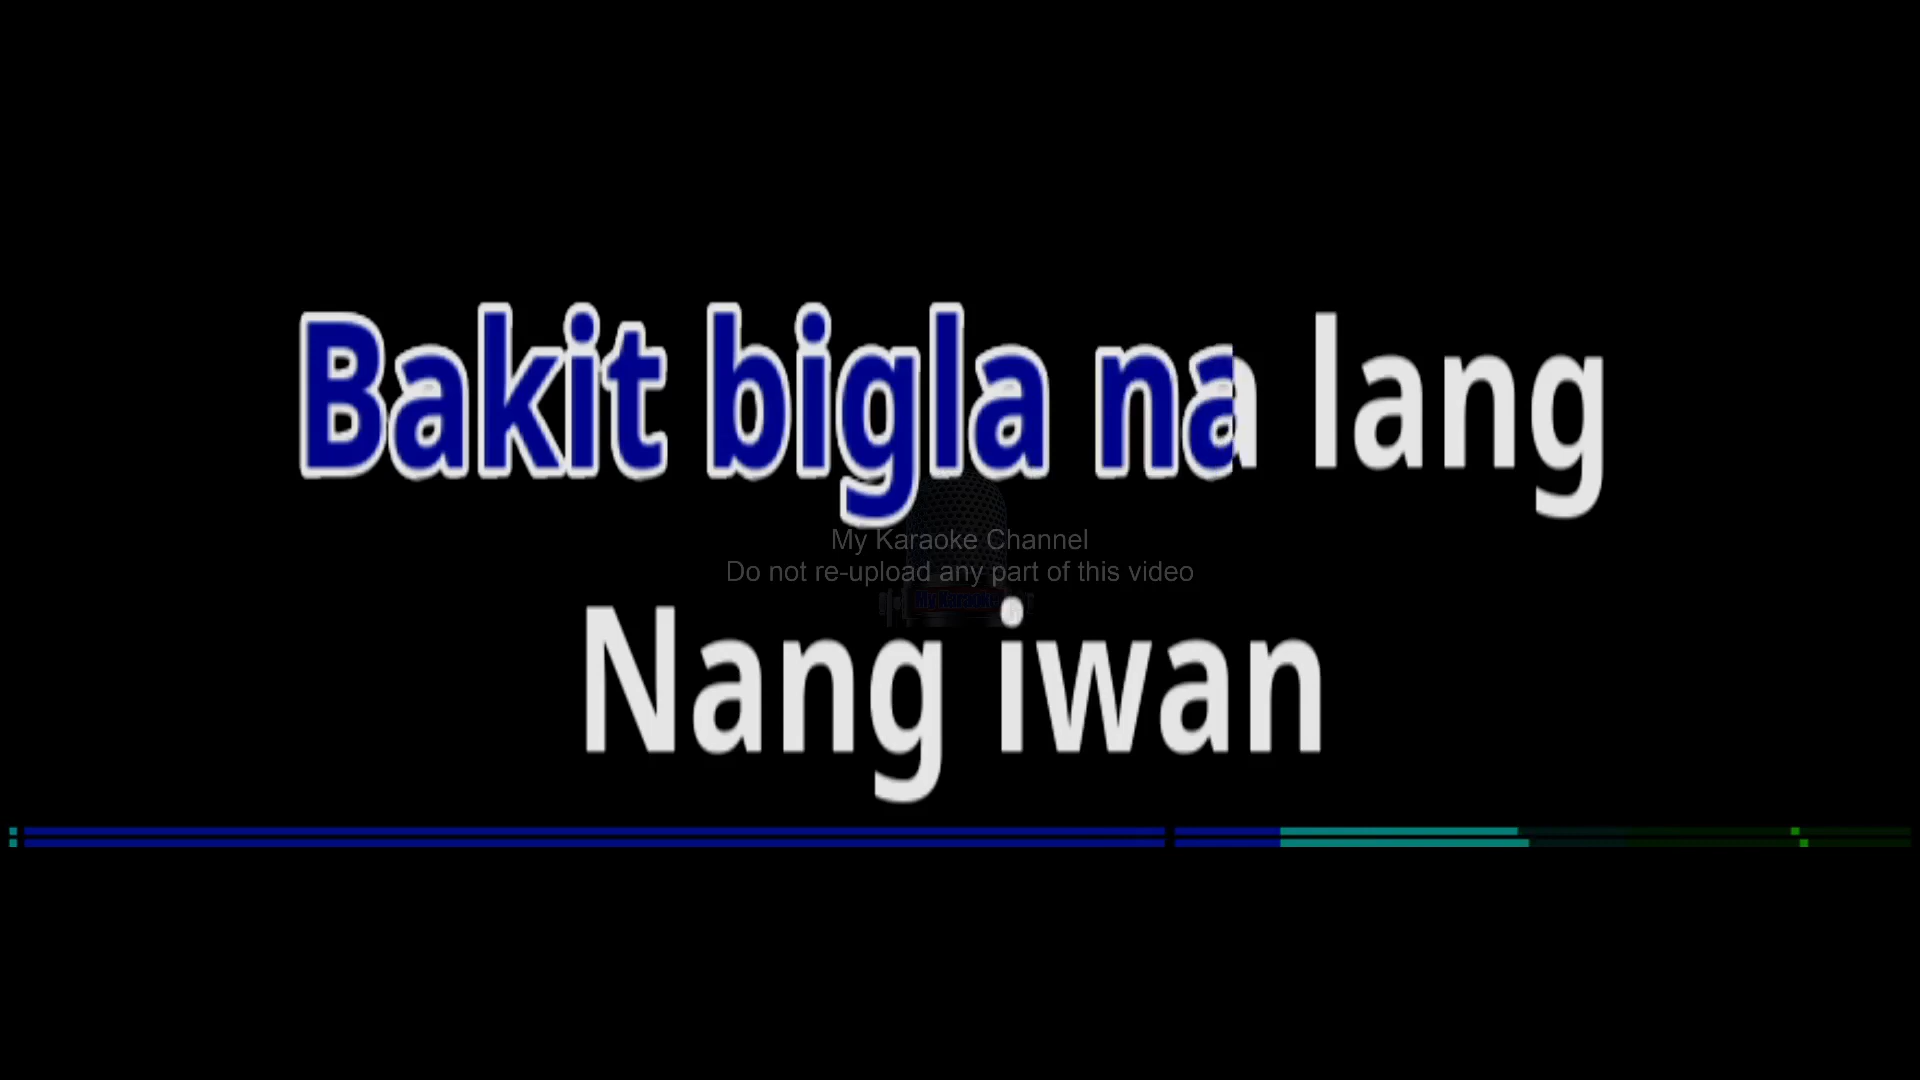 Bakit bigla na lang
My Karaoke Channel
Do not re-upload any part of this video
Nang iwan